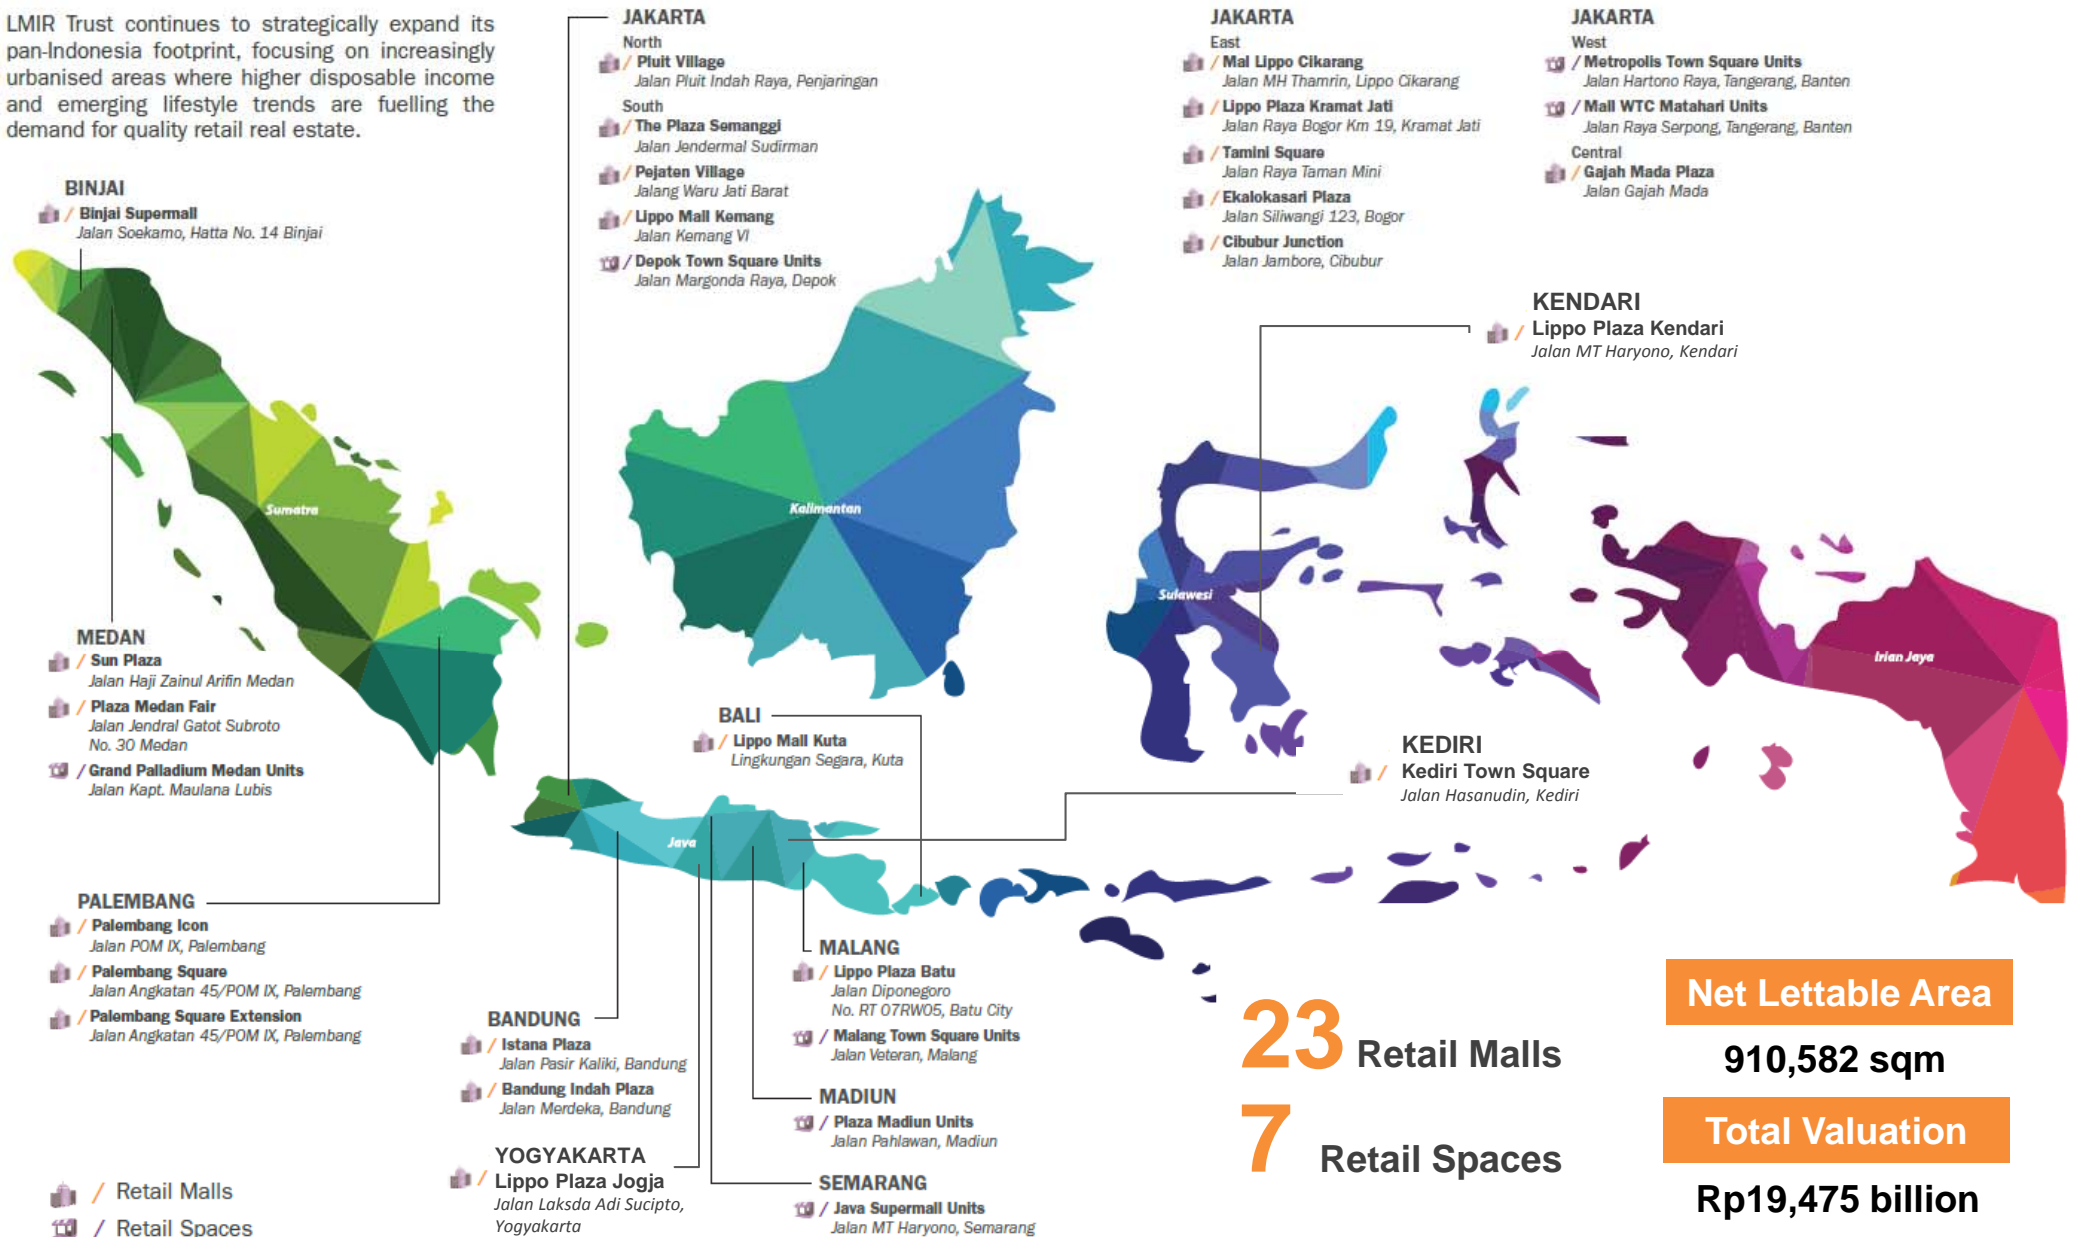 LMIR Trust continues to strategically expand its
pan-Indonesia footprint, focusing on increasingly
urbanised areas where higher disposable income
and emerging lifestyle trends are fuelling the
demand for quality retail real estate.
JAKARTA
North
/ Pluit Village
Jalan Pluit Indah Raya, Penjaringan
South
/ The Plaza Semanggi
Jalan Jendermal Sudirman
/ Pejaten Village
Jalang Waru Jati Barat
/ Lippo Mall Kemang
Jalan Kemang VI
/ Depok Town Square Units
Jalan Margonda Raya, Depok
JAKARTA
East
/ Mal Lippo Cikarang
Jalan MH Thamrin, Lippo Cikarang
/ Lippo Plaza Kramat Jati
Jalan Raya Bogor Km 19, Kramat Jati
/ Tamini Square
Jalan Raya Taman Mini
/ Ekalokasari Plaza
Jalan Siliwangi 123, Bogor
/ Cibubur Junction
Jalan Jambore, Cibubur
JAKARTA
West
/ Metropolis Town Square Units
Jalan Hartono Raya, Tangerang, Banten
/ Mall WTC Matahari Units
Jalan Raya Serpong, Tangerang, Banten
Central
/ Gajah Mada Plaza
Jalan Gajah Mada
BINJAI
/ Binjai Supermall
Jalan Soekarno, Hatta No. 14 Binjai
KENDARI
/ Lippo Plaza Kendari
Jalan MT Haryono, Kendari
Sumatra
Kalimantan
Sulawesi
Irian Jaya
Java
MEDAN
/ Sun Plaza
Jalan Haji Zainul Arifin Medan
/ Plaza Medan Fair
Jalan Jendral Gatot Subroto
No. 30 Medan
/ Grand Palladium Medan Units
Jalan Kapt. Maulana Lubis
BALI
/ Lippo Mall Kuta
Lingkungan Segara, Kuta
KEDIRI
/ Kediri Town Square
Jalan Hasanudin, Kediri
PALEMBANG
/ Palembang Icon
Jalan POM IX, Palembang
/ Palembang Square
Jalan Angkatan 45/POM IX, Palembang
/ Palembang Square Extension
Jalan Angkatan 45/POM IX, Palembang
BANDUNG
/ Istana Plaza
Jalan Pasir Kaliki, Bandung
/ Bandung Indah Plaza
Jalan Merdeka, Bandung
YOGYAKARTA
/ Lippo Plaza Jogja
Jalan Laksda Adi Sucipto,
Yogyakarta
MALANG
/ Lippo Plaza Batu
Jalan Diponegoro
No. RT 07RW05, Batu City
/ Malang Town Square Units
Jalan Veteran, Malang
MADIUN
/ Plaza Madiun Units
Jalan Pahlawan, Madiun
SEMARANG
/ Java Supermall Units
Jalan MT Haryono, Semarang
23 Retail Malls
7 Retail Spaces
Net Lettable Area
910,582 sqm
Total Valuation
Rp19,475 billion
/ Retail Malls
/ Retail Spaces